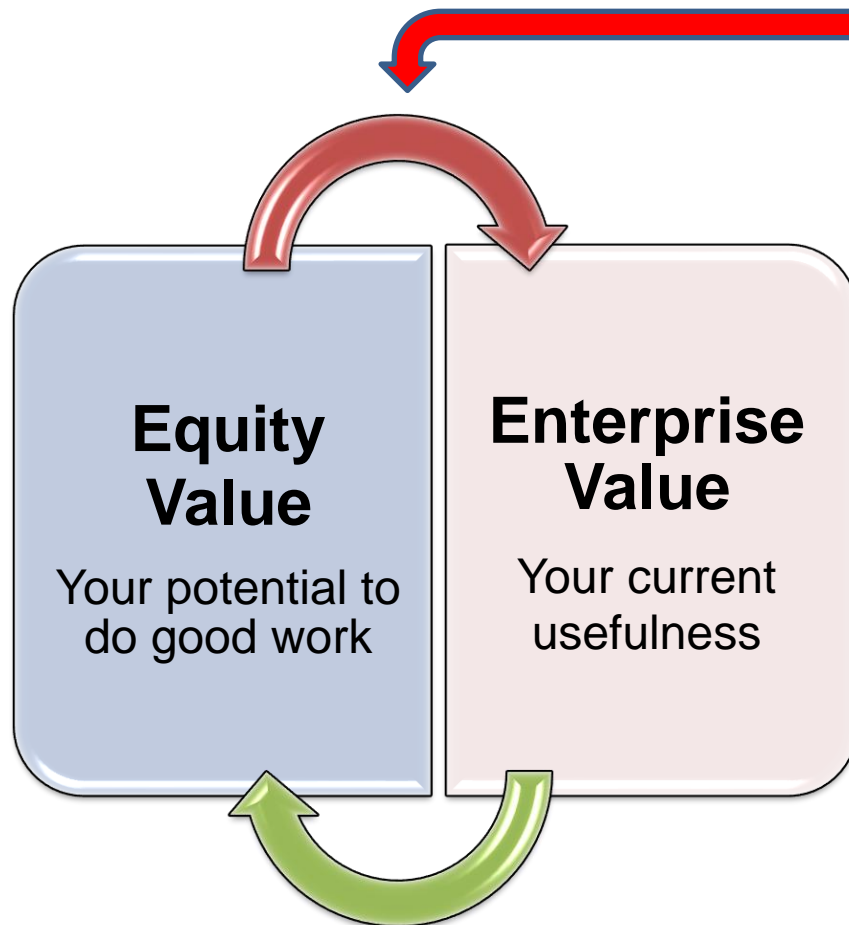 Equity
Value
Your potential to
do good work
Enterprise
Value
Your current
usefulness